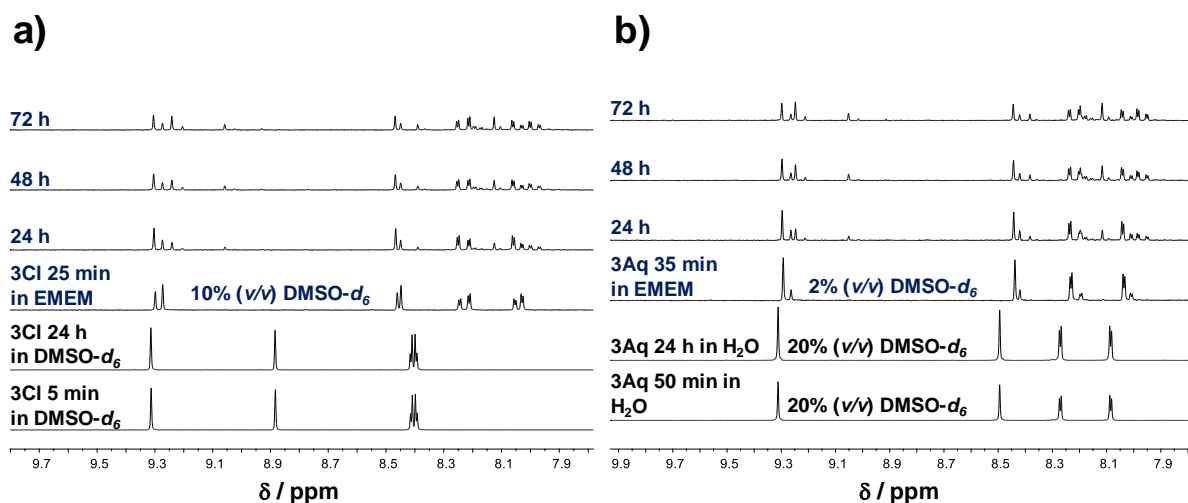 a)
72 h
48 h
24 h
3Cl 25 min
in EMEM
10% (v/v) DMSO-d6
3Cl 24 h
in DMSO-d6
3Cl 5 min
in DMSO-d6
9.7 9.5 9.3 9.1 8.9 8.7 8.5 8.3 8.1 7.9
δ / ppm
b)
72 h
48 h
24 h
3Aq 35 min
in EMEM
2% (v/v) DMSO-d6
3Aq 24 h in H2O
20% (v/v) DMSO-d6
3Aq 50 min in
H2O
20% (v/v) DMSO-d6
9.9 9.7 9.5 9.3 9.1 8.9 8.7 8.5 8.3 8.1 7.9
δ / ppm